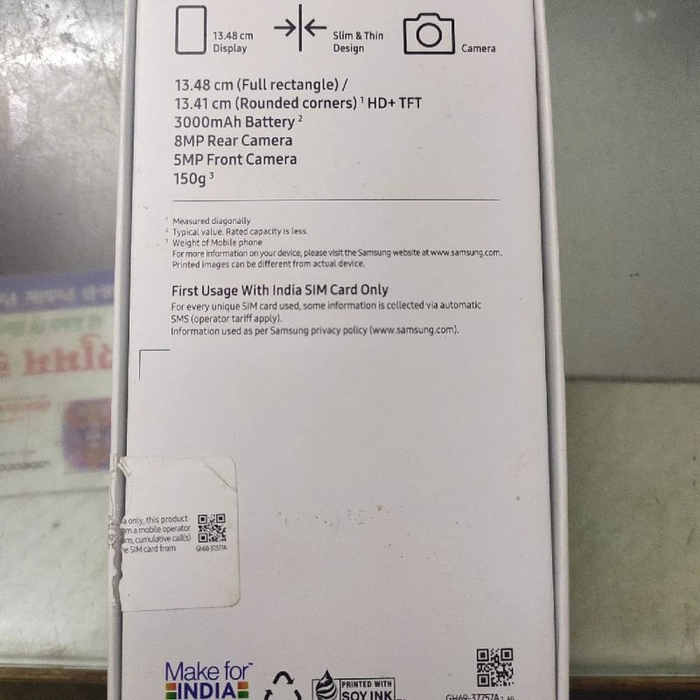 13.48 cm
Display
Slim & Thin
Design
Camera
13.48 cm (Full rectangle) /
13.41 cm (Rounded corners) ¹ HD+ TFT
3000mAh Battery ²
8MP Rear Camera
5MP Front Camera
150g ³
¹ Measured diagonally
² Typical value. Rated capacity is less.
³ Weight of Mobile phone
For more information on your device, please visit the Samsung website at www.samsung.com.
Printed images can be different from actual device.
First Usage With India SIM Card Only
For every unique SIM card used, some information is collected via automatic
SMS (operator tariff apply).
Information used as per Samsung privacy policy (www.samsung.com).
a only, this product
m a mobile operator
ns, cumulative call(s)
e SIM card from
Make for™
INDIA
PRINTED WITH
SOY INK
GH69-37757A